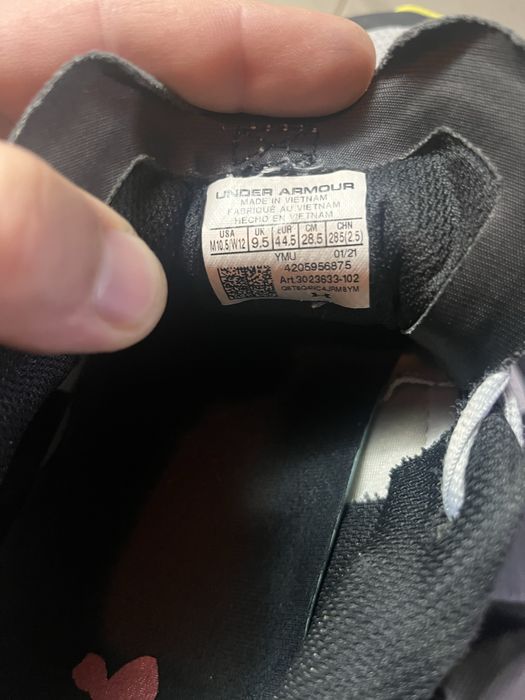 UNDER ARMOUR
MADE IN VIETNAM
FABRIQUÉ AU VIETNAM
HECHO EN VIETNAM
USA UK EUR CM CHN
M10.5/W12 9.5 44.5 28.5 285(2.5)
YMU 01/21
4205956875
Art.3023633-102